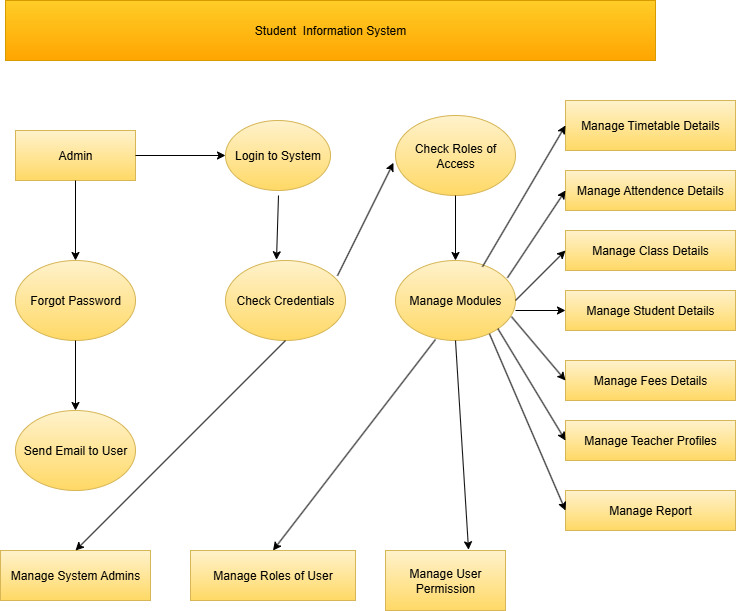 Student  Information System
Admin
Login to System
Check Roles of
Access
Manage Timetable Details
Manage Attendence Details
Manage Class Details
Forgot Password
Check Credentials
Manage Modules
Manage Student Details
Manage Fees Details
Send Email to User
Manage Teacher Profiles
Manage Report
Manage System Admins
Manage Roles of User
Manage User
Permission